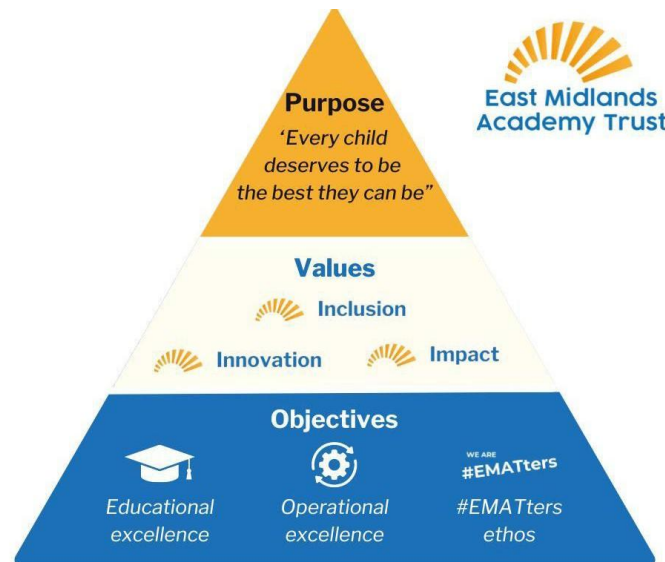 Purpose
‘Every child
deserves to be
the best they can be”
East Midlands
Academy Trust
Values
Inclusion
Innovation
Impact
Objectives
WE ARE
#EMATters
Educational
excellence
Operational
excellence
#EMATters
ethos